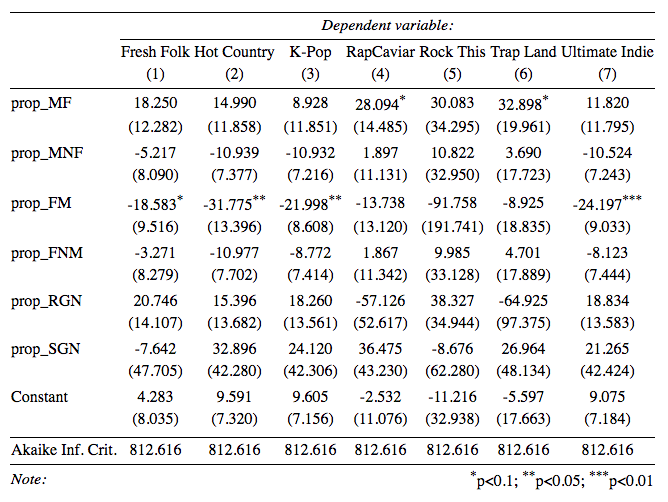 Dependent variable:
Fresh Folk Hot Country K-Pop RapCaviar Rock This Trap Land Ultimate Indie
(1) (2) (3) (4) (5) (6) (7)
prop_MF 18.250 14.990 8.928 28.094* 30.083 32.898* 11.820
(12.282) (11.858) (11.851) (14.485) (34.295) (19.961) (11.795)
prop_MNF -5.217 -10.939 -10.932 1.897 10.822 3.690 -10.524
(8.090) (7.377) (7.216) (11.131) (32.950) (17.723) (7.243)
prop_FM -18.583* -31.775** -21.998** -13.738 -91.758 -8.925 -24.197***
(9.516) (13.396) (8.608) (13.120) (191.741) (18.835) (9.033)
prop_FNM -3.271 -10.977 -8.772 1.867 9.985 4.701 -8.123
(8.279) (7.702) (7.414) (11.342) (33.128) (17.889) (7.444)
prop_RGN 20.746 15.396 18.260 -57.126 38.327 -64.925 18.834
(14.107) (13.682) (13.561) (52.617) (34.944) (97.375) (13.583)
prop_SGN -7.642 32.896 24.120 36.475 -8.676 26.964 21.265
(47.705) (42.280) (42.306) (43.230) (62.280) (48.134) (42.424)
Constant 4.283 9.591 9.605 -2.532 -11.216 -5.597 9.075
(8.035) (7.320) (7.156) (11.076) (32.938) (17.663) (7.184)
Akaike Inf. Crit. 812.616 812.616 812.616 812.616 812.616 812.616 812.616
Note: *p<0.1; **p<0.05; ***p<0.01